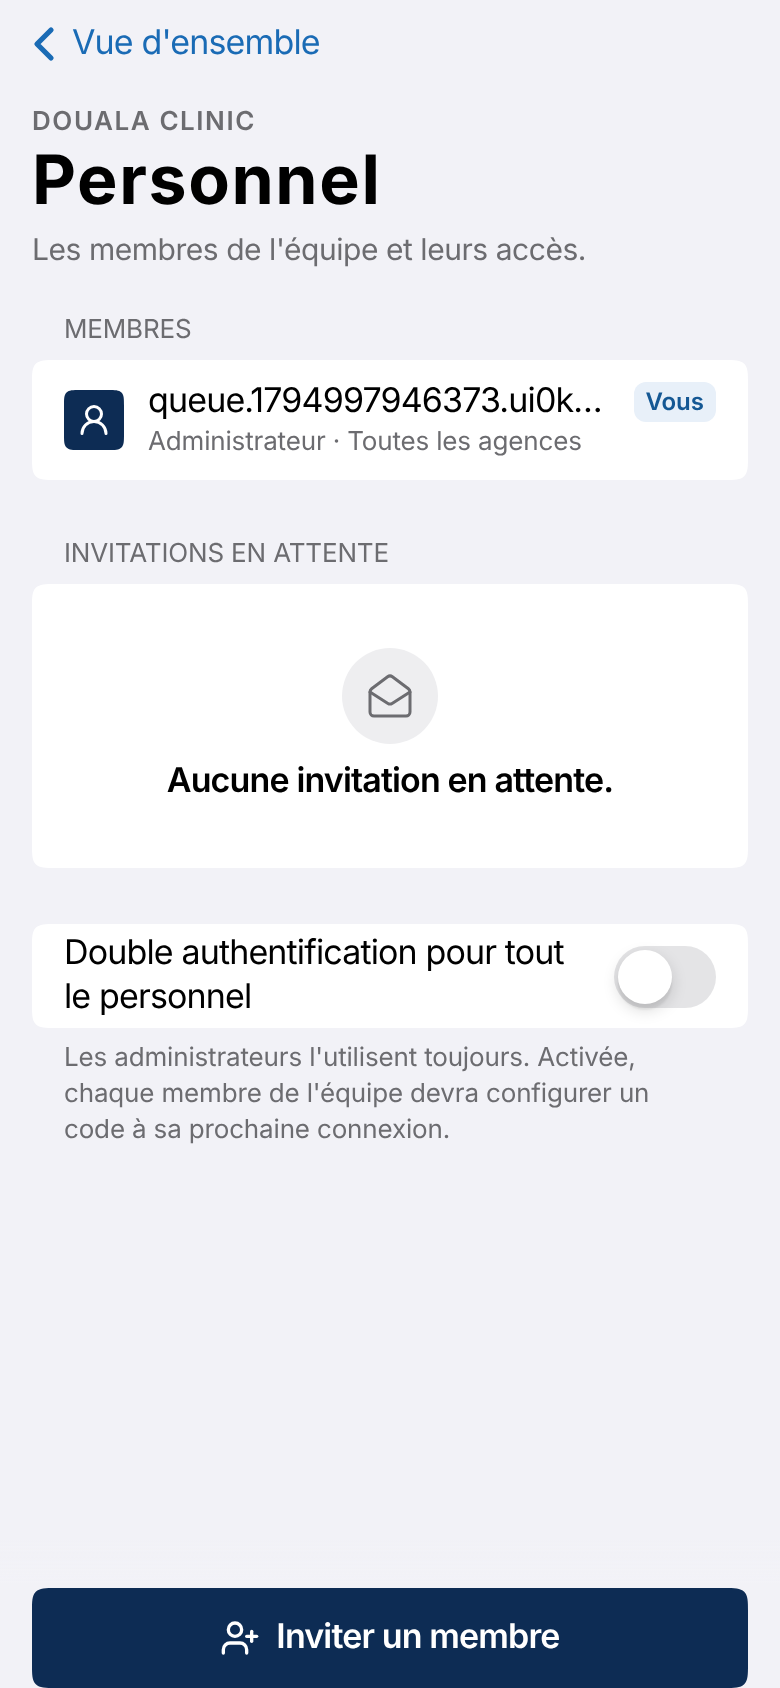 Vue d'ensemble
DOUALA CLINIC
Personnel
Les membres de l'équipe et leurs accès.
MEMBRES
queue.1794997946373.ui0k...
Vous
Administrateur · Toutes les agences
INVITATIONS EN ATTENTE
Aucune invitation en attente.
Double authentification pour tout
le personnel
Les administrateurs l'utilisent toujours. Activée,
chaque membre de l'équipe devra configurer un
code à sa prochaine connexion.
Inviter un membre